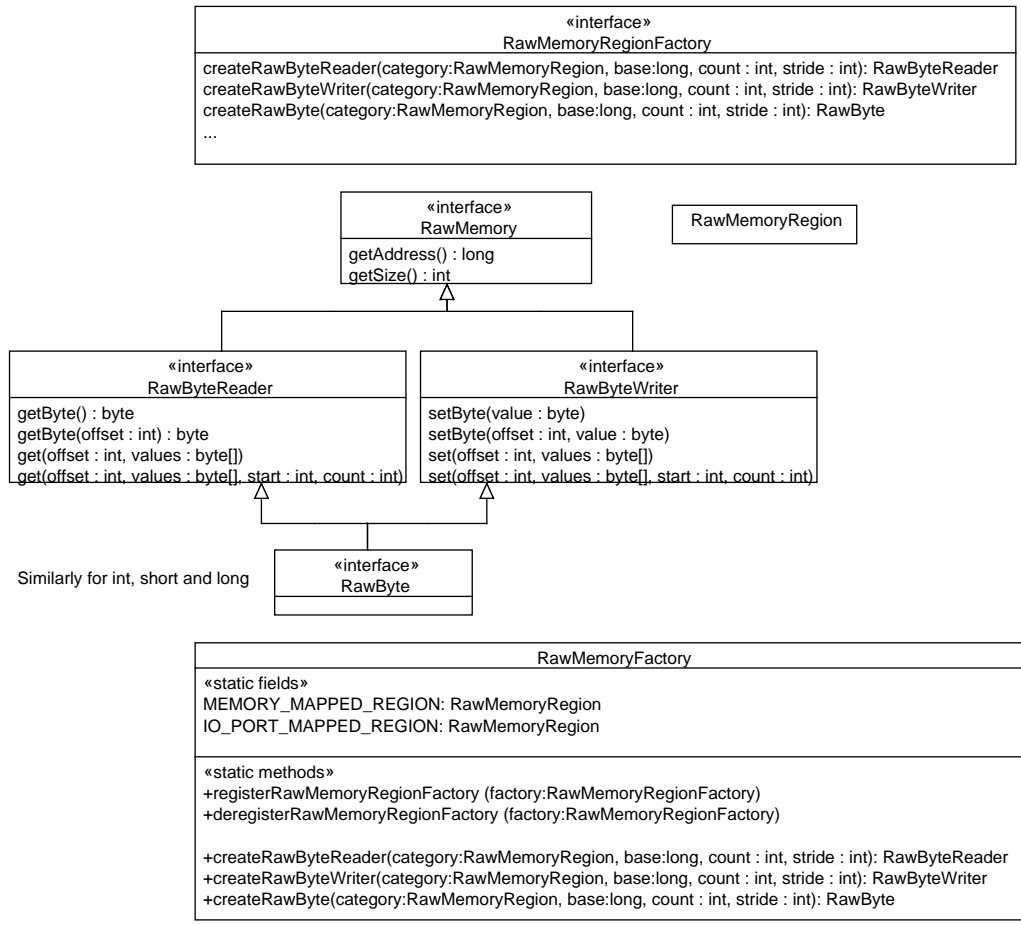 «interface»
RawMemoryRegionFactory
createRawByteReader(category:RawMemoryRegion, base:long, count : int, stride : int): RawByteReader
createRawByteWriter(category:RawMemoryRegion, base:long, count : int, stride : int): RawByteWriter
createRawByte(category:RawMemoryRegion, base:long, count : int, stride : int): RawByte
...
«interface»
RawMemory
getAddress() : long
getSize() : int
RawMemoryRegion
«interface»
RawByteReader
getByte() : byte
getByte(offset : int) : byte
get(offset : int, values : byte[])
get(offset : int, values : byte[], start : int, count : int)
«interface»
RawByteWriter
setByte(value : byte)
setByte(offset : int, value : byte)
set(offset : int, values : byte[])
set(offset : int, values : byte[], start : int, count : int)
Similarly for int, short and long
«interface»
RawByte
RawMemoryFactory
«static fields»
MEMORY_MAPPED_REGION: RawMemoryRegion
IO_PORT_MAPPED_REGION: RawMemoryRegion
«static methods»
+registerRawMemoryRegionFactory (factory:RawMemoryRegionFactory)
+deregisterRawMemoryRegionFactory (factory:RawMemoryRegionFactory)
+createRawByteReader(category:RawMemoryRegion, base:long, count : int, stride : int): RawByteReader
+createRawByteWriter(category:RawMemoryRegion, base:long, count : int, stride : int): RawByteWriter
+createRawByte(category:RawMemoryRegion, base:long, count : int, stride : int): RawByte